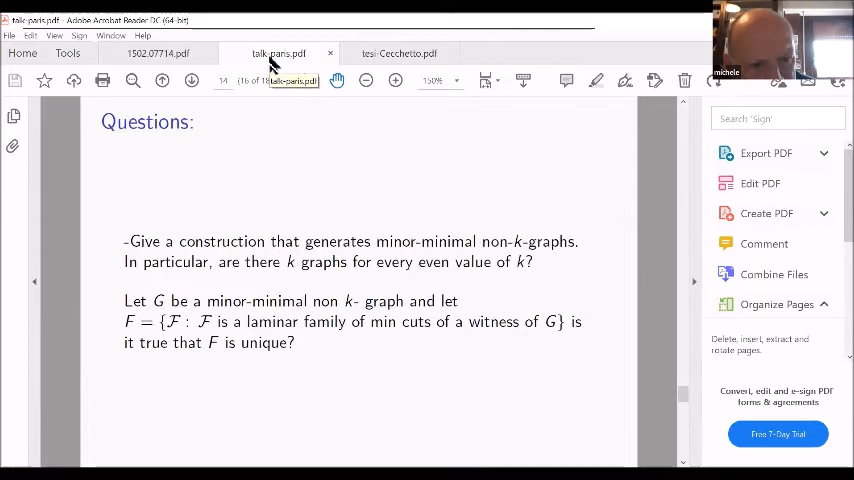 talk-paris.pdf - Adobe Acrobat Reader DC (64-bit)
File Edit View Sign Window Help
Home Tools 1502.07714.pdf talk-paris.pdf × tesi-Cecchetto.pdf
14 (16 of 18 150%
talk-paris.pdf
michele
Questions:
-Give a construction that generates minor-minimal non-k-graphs.
In particular, are there k graphs for every even value of k?
Let G be a minor-minimal non k- graph and let
F = {ℱ : ℱ is a laminar family of min cuts of a witness of G} is
it true that F is unique?
Search 'Sign'
Export PDF
Edit PDF
Create PDF
Comment
Combine Files
Organize Pages
Delete, insert, extract and
rotate pages.
Convert, edit and e-sign PDF
forms & agreements
Free 7-Day Trial